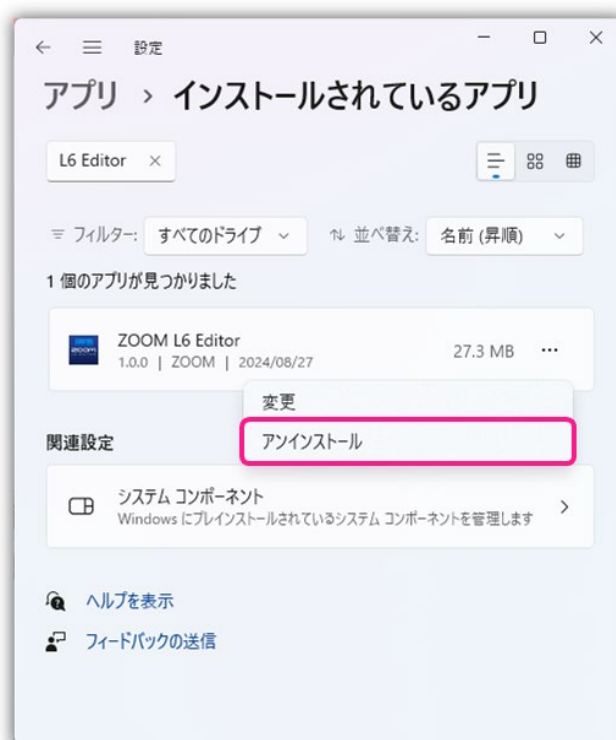 設定
アプリ › インストールされているアプリ
L6 Editor
フィルター: すべてのドライブ
並べ替え: 名前 (昇順)
1 個のアプリが見つかりました
ZOOM L6 Editor
1.0.0 | ZOOM | 2024/08/27
27.3 MB
変更
アンインストール
関連設定
システム コンポーネント
Windows にプレインストールされているシステム コンポーネントを管理します
ヘルプを表示
フィードバックの送信